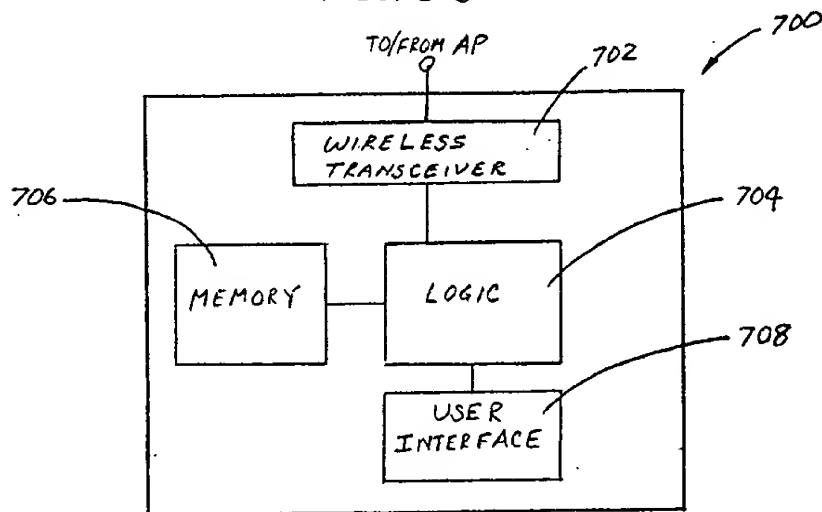 TO/FROM AP
700
702
WIRELESS
TRANSCEIVER
706
704
MEMORY
LOGIC
708
USER
INTERFACE